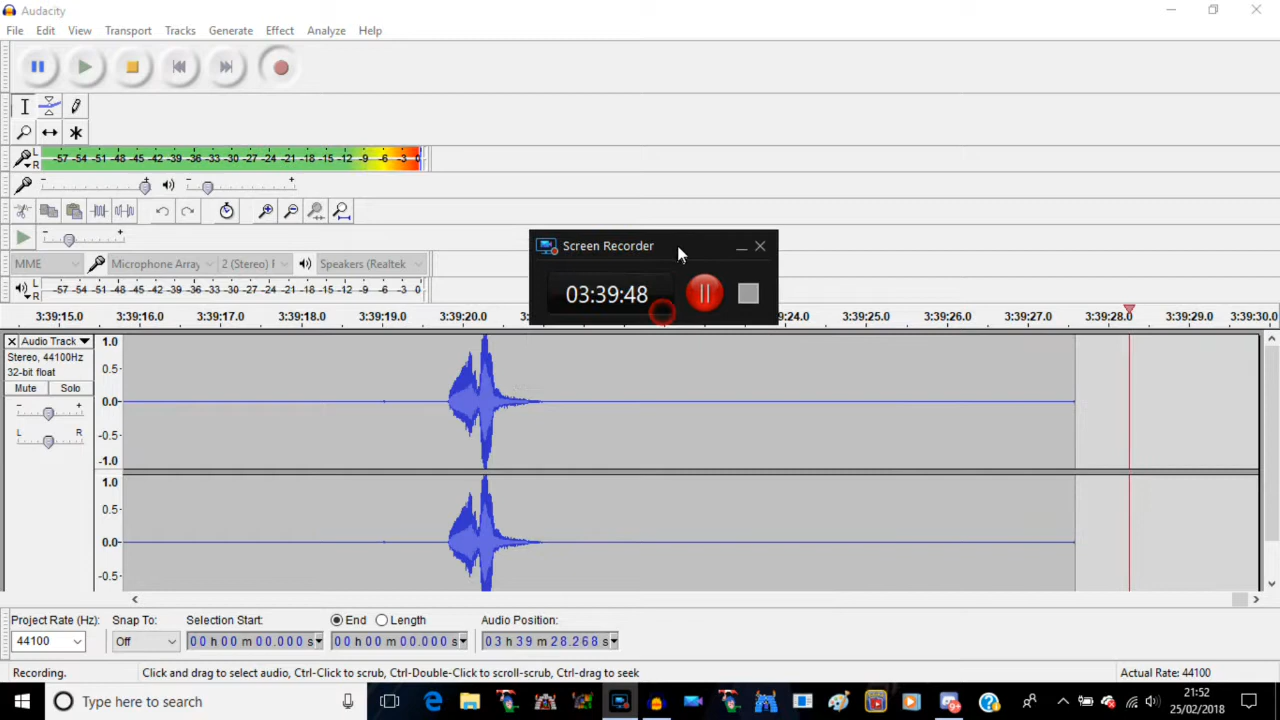 Audacity
File Edit View Transport Tracks Generate Effect Analyze Help
L
R
-57 -54 -51 -48 -45 -42 -39 -36 -33 -30 -27 -24 -21 -18 -15 -12 -9 -6 -3 0
- +
- +
- +
MME Microphone Array 2 (Stereo) Speakers (Realtek
L
R
-57 -54 -51 -48 -45 -42 -39 -36 -33 -30 -27 -24 -21 -18 -15 -12 -9 -6 -3 0
Screen Recorder
03:39:48
3:39:15.0 3:39:16.0 3:39:17.0 3:39:18.0 3:39:19.0 3:39:20.0 9:24.0 3:39:25.0 3:39:26.0 3:39:27.0 3:39:28.0 3:39:29.0 3:39:30.0
Audio Track
Stereo, 44100Hz
32-bit float
Mute Solo
- +
L R
1.0
0.5
0.0
-0.5
-1.0
1.0
0.5
0.0
-0.5
Project Rate (Hz): Snap To: Selection Start: End Length Audio Position:
44100 Off 00 h 00 m 00.000 s 00 h 00 m 00.000 s 03 h 39 m 28.268 s
Recording. Click and drag to select audio, Ctrl-Click to scrub, Ctrl-Double-Click to scroll-scrub, Ctrl-drag to seek Actual Rate: 44100
Type here to search
21:52
25/02/2018